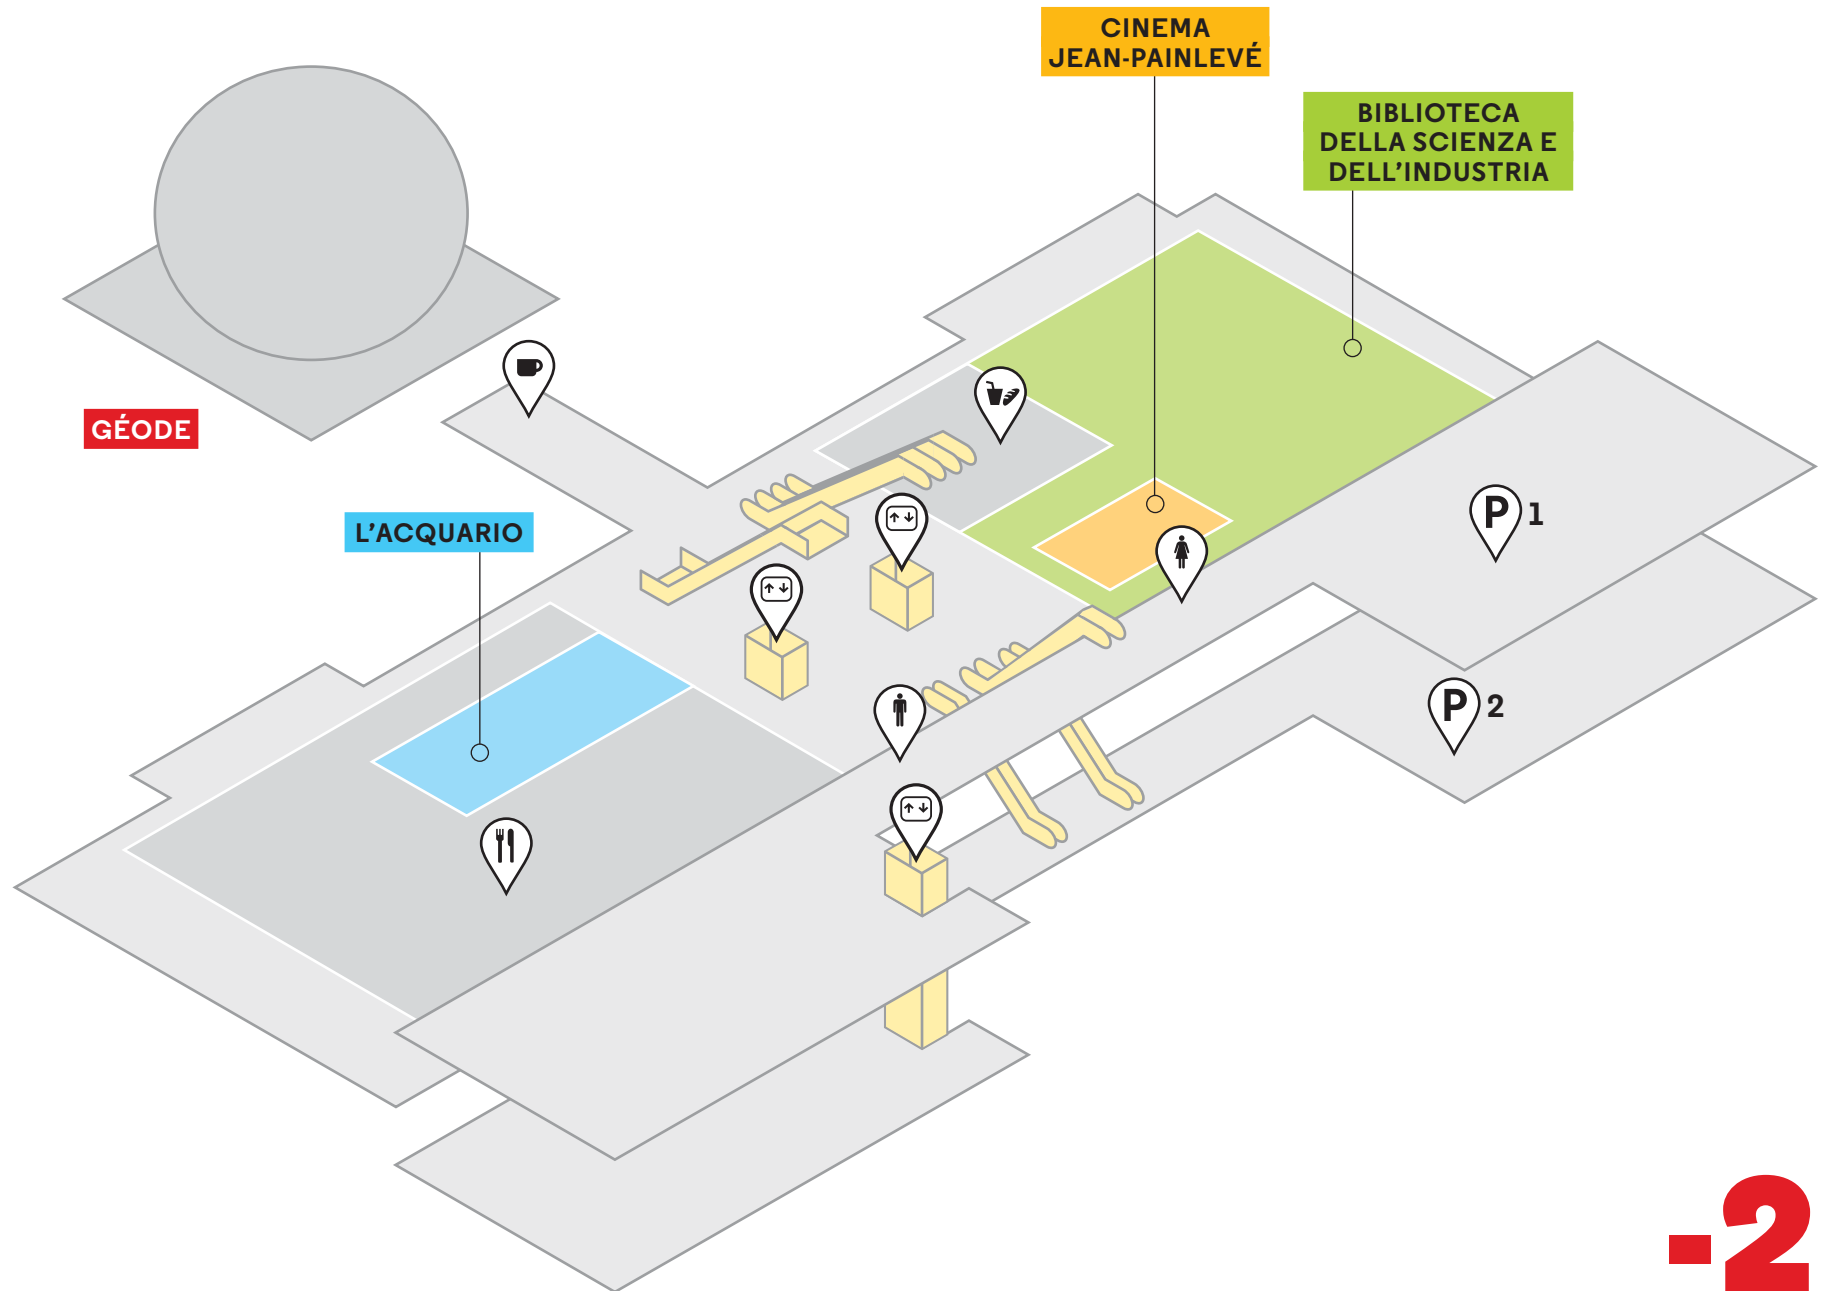 CINEMA
JEAN-PAINLEVÉ
BIBLIOTECA
DELLA SCIENZA E
DELL'INDUSTRIA
GÉODE
L'ACQUARIO
P 1
P 2
-2